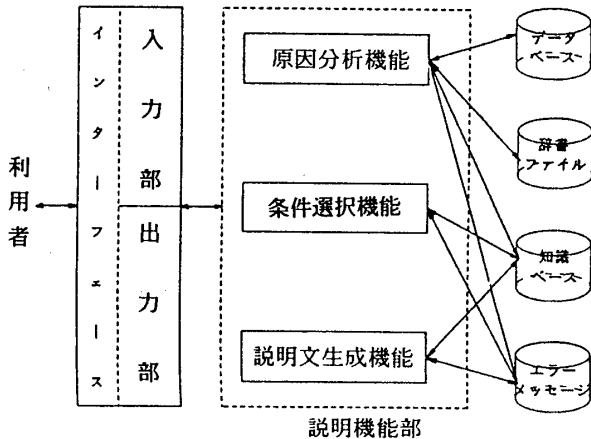 利用者
インターフェース
入力部
出力部
原因分析機能
条件選択機能
説明文生成機能
説明機能部
データ
ベース
辞書
ファイル
知識
ベース
エラー
メッセージ